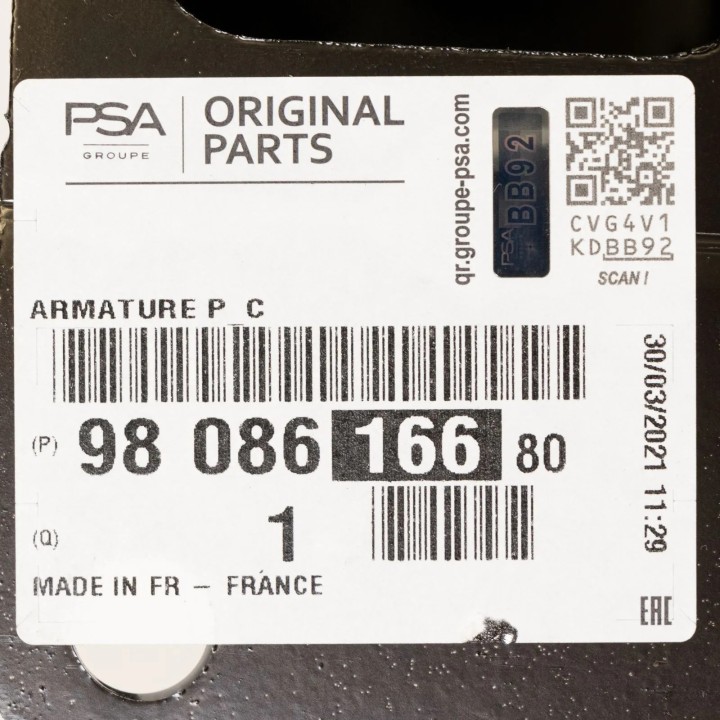 PSA
GROUPE
ORIGINAL
PARTS
qr.groupe-psa.com
PSA BB92
CVG4V1
KDBB92
SCAN!
ARMATURE P_C
(P) 98 086 166 80
(Q) 1
MADE IN FR – FRANCE
30/03/2021 11:29
EAC